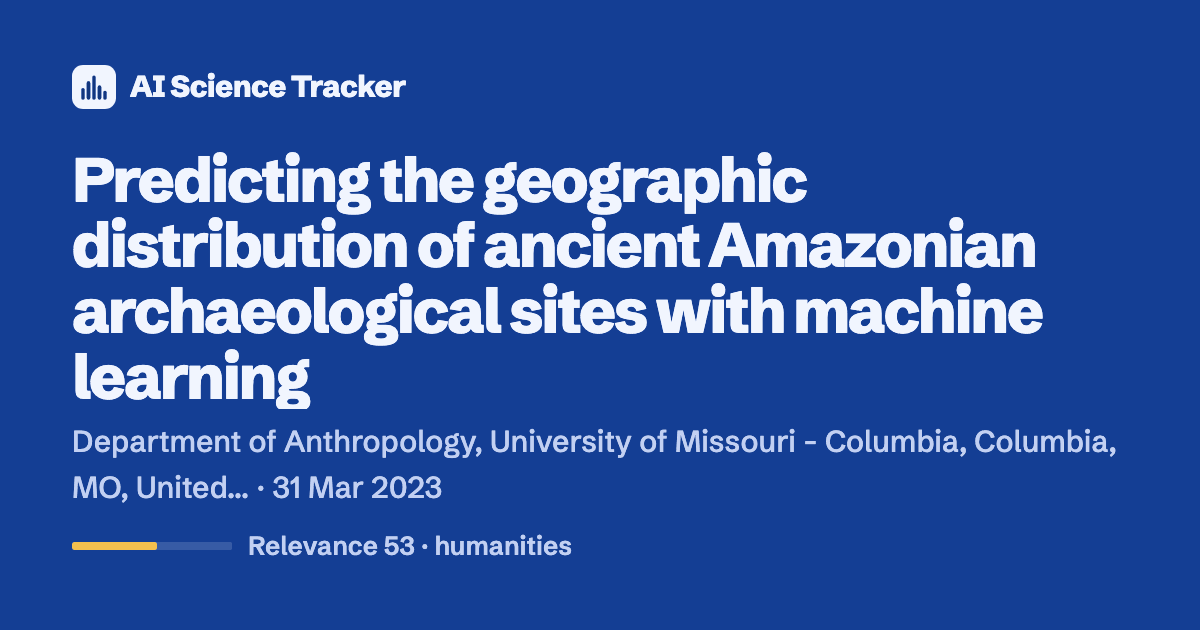 AI Science Tracker
Predicting the geographic
distribution of ancient Amazonian
archaeological sites with machine
learning
Department of Anthropology, University of Missouri - Columbia, Columbia,
MO, United... · 31 Mar 2023
Relevance 53 · humanities